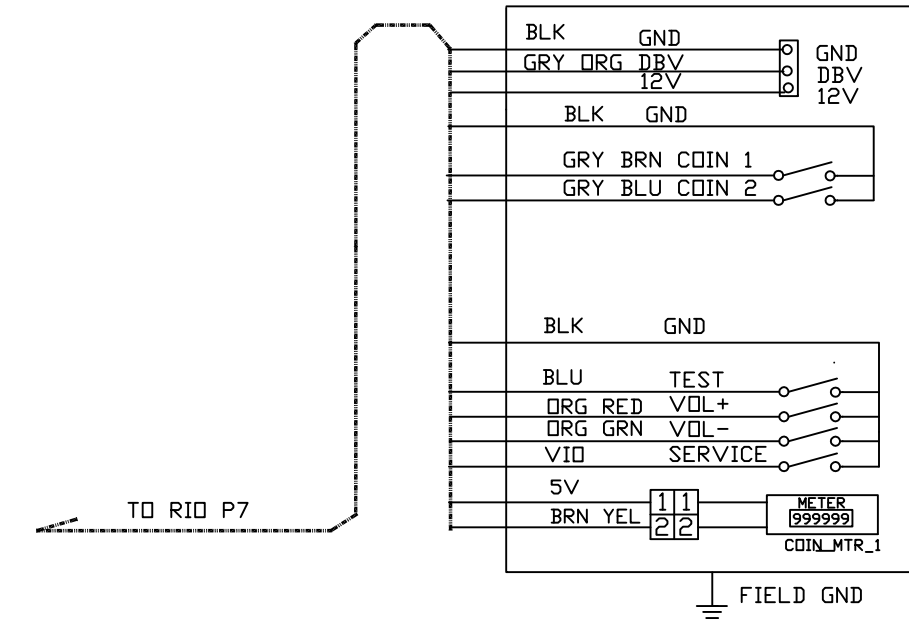 BLK GND
GRY ORG DBV
12V
GND
DBV
12V
BLK GND
GRY BRN COIN 1
GRY BLU COIN 2
BLK GND
BLU TEST
ORG RED VOL+
ORG GRN VOL-
VIO SERVICE
5V
BRN YEL
1 1
2 2
METER
999999
COIN_MTR_1
TO RIO P7
FIELD GND